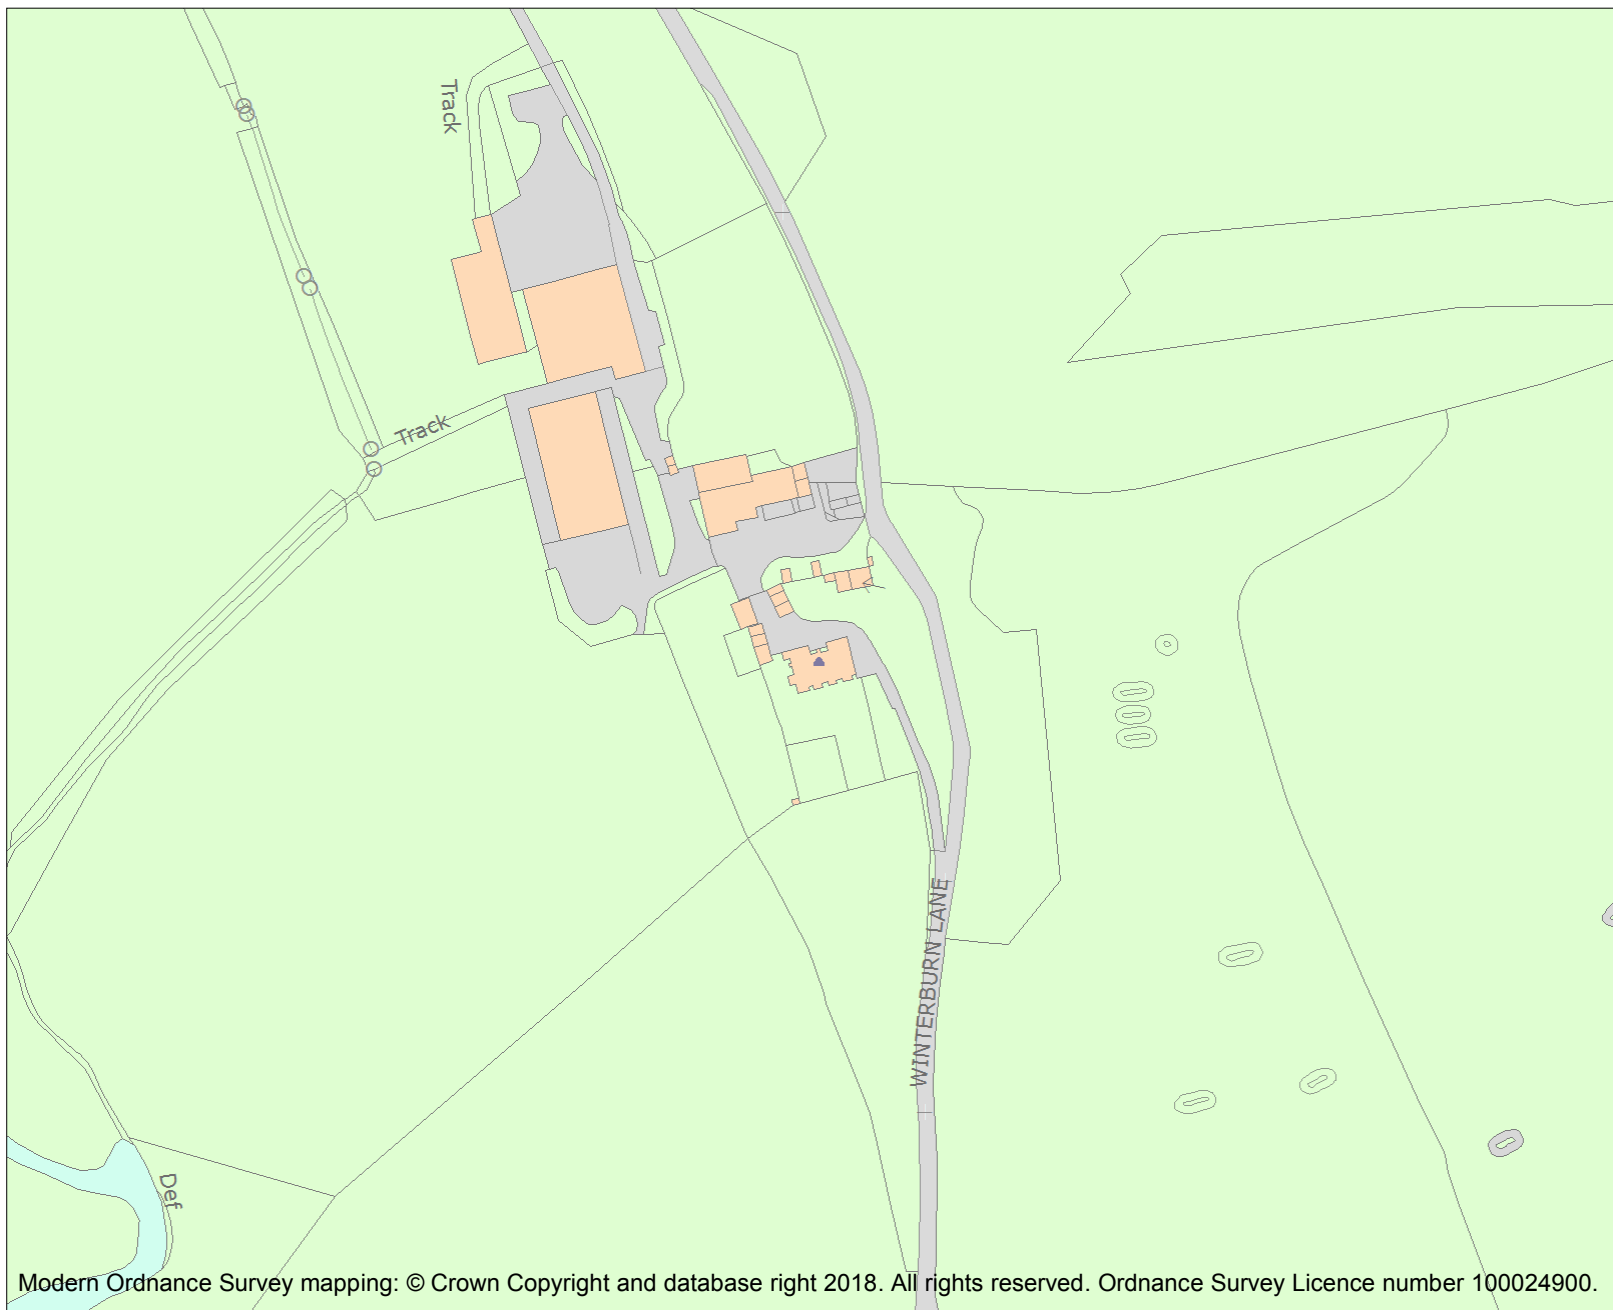 Track
Track
WINTERBURN LANE
Def
Modern Ordnance Survey mapping: © Crown Copyright and database right 2018. All rights reserved. Ordnance Survey Licence number 100024900.